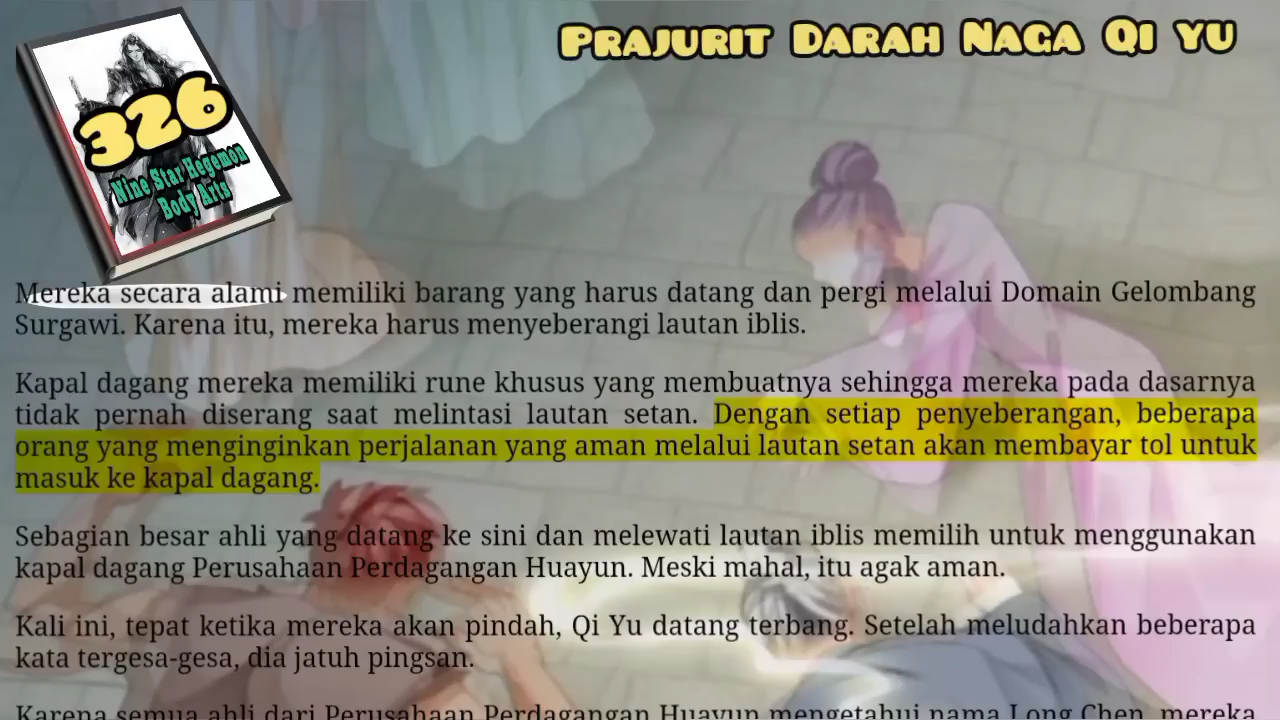 Prajurit Darah Naga Qi yu
326
Nine Star Hegemon
Body Arts
Mereka secara alami memiliki barang yang harus datang dan pergi melalui Domain Gelombang
Surgawi. Karena itu, mereka harus menyeberangi lautan iblis.
Kapal dagang mereka memiliki rune khusus yang membuatnya sehingga mereka pada dasarnya
tidak pernah diserang saat melintasi lautan setan. Dengan setiap penyeberangan, beberapa
orang yang menginginkan perjalanan yang aman melalui lautan setan akan membayar tol untuk
masuk ke kapal dagang.
Sebagian besar ahli yang datang ke sini dan melewati lautan iblis memilih untuk menggunakan
kapal dagang Perusahaan Perdagangan Huayun. Meski mahal, itu agak aman.
Kali ini, tepat ketika mereka akan pindah, Qi Yu datang terbang. Setelah meludahkan beberapa
kata tergesa-gesa, dia jatuh pingsan.
Karena semua ahli dari Perusahaan Perdagangan Huayun mengetahui nama Long Chen, mereka